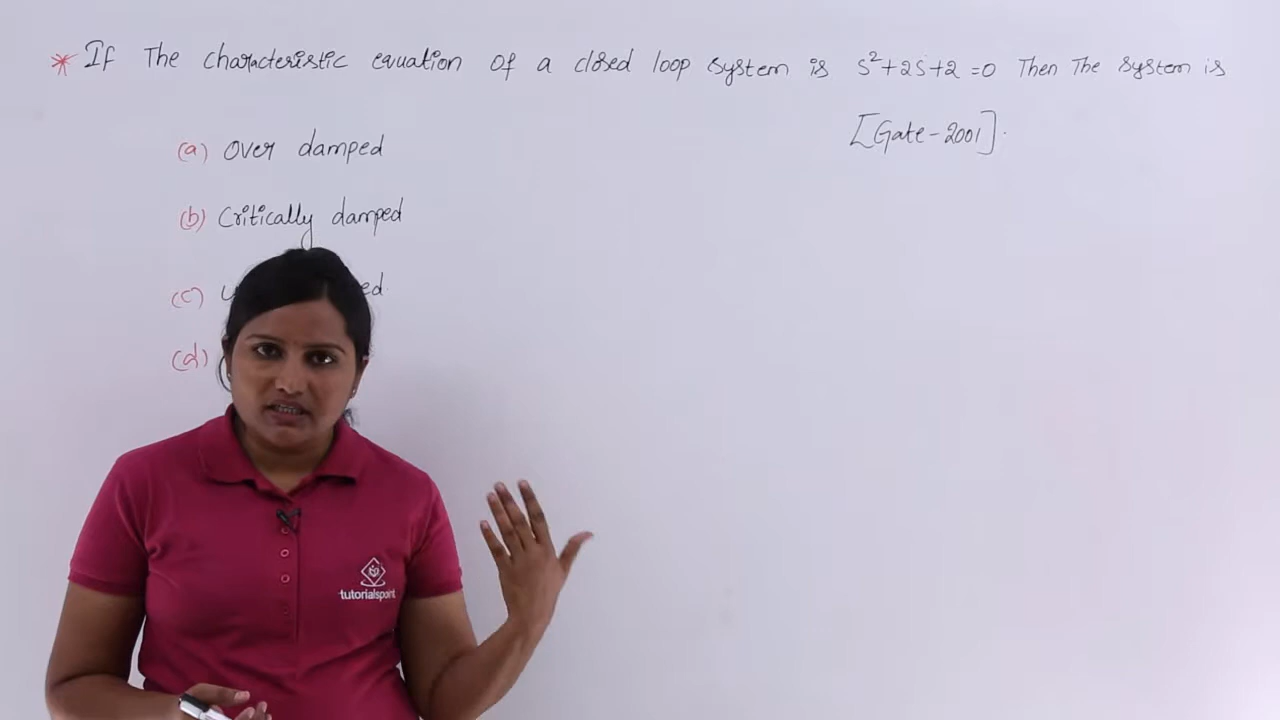 * If The characteristic equation of a closed loop system is s²+2s+2 =0 Then The system is
[Gate-2001].
(a) Over damped
(b) Critically damped
(c)
(d)
tutorialspoint